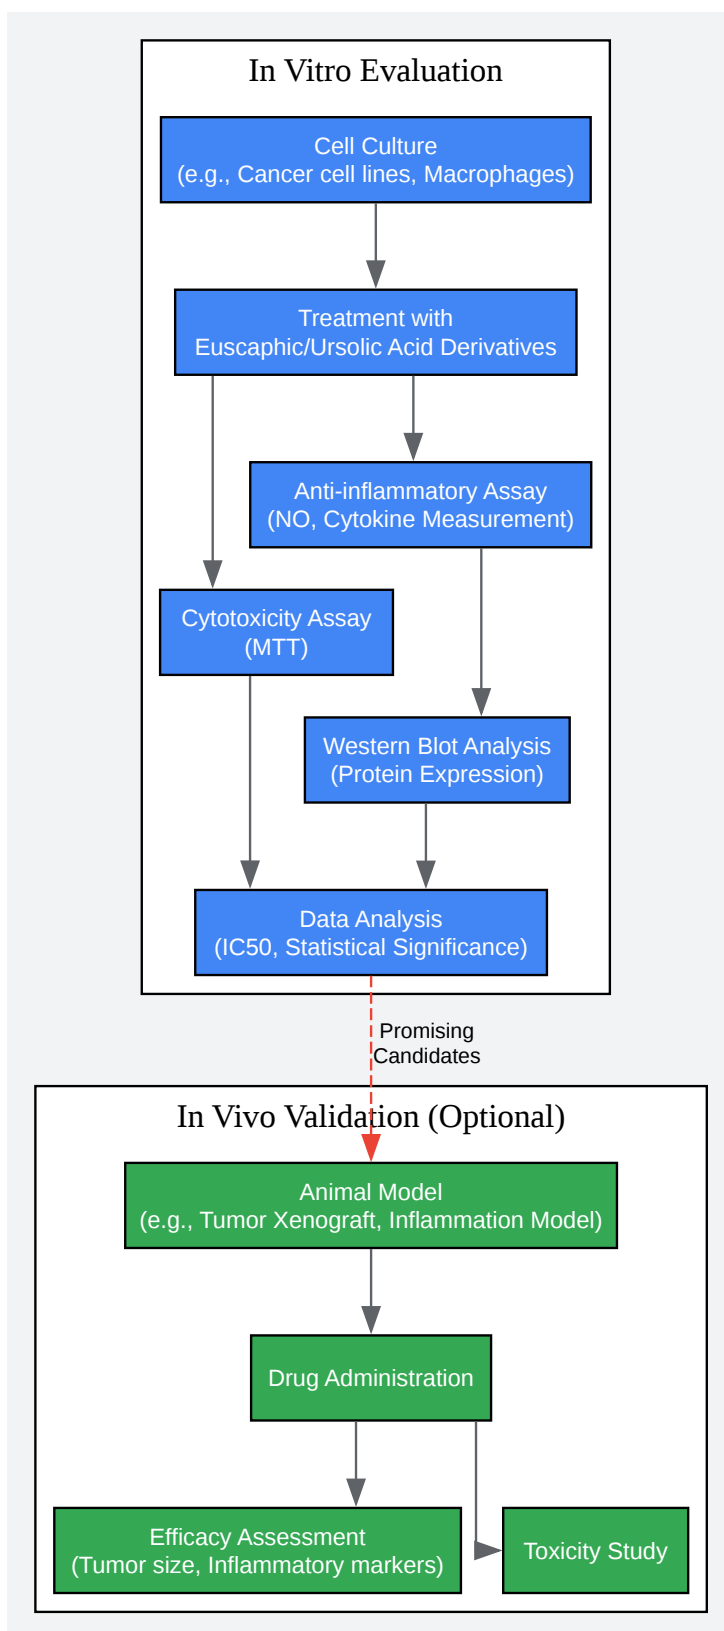 In Vitro Evaluation
Cell Culture
(e.g., Cancer cell lines, Macrophages)
Treatment with
Euscaphic/Ursolic Acid Derivatives
Anti-inflammatory Assay
(NO, Cytokine Measurement)
Cytotoxicity Assay
(MTT)
Western Blot Analysis
(Protein Expression)
Data Analysis
(IC50, Statistical Significance)
Promising
Candidates
In Vivo Validation (Optional)
Animal Model
(e.g., Tumor Xenograft, Inflammation Model)
Drug Administration
Efficacy Assessment
(Tumor size, Inflammatory markers)
Toxicity Study